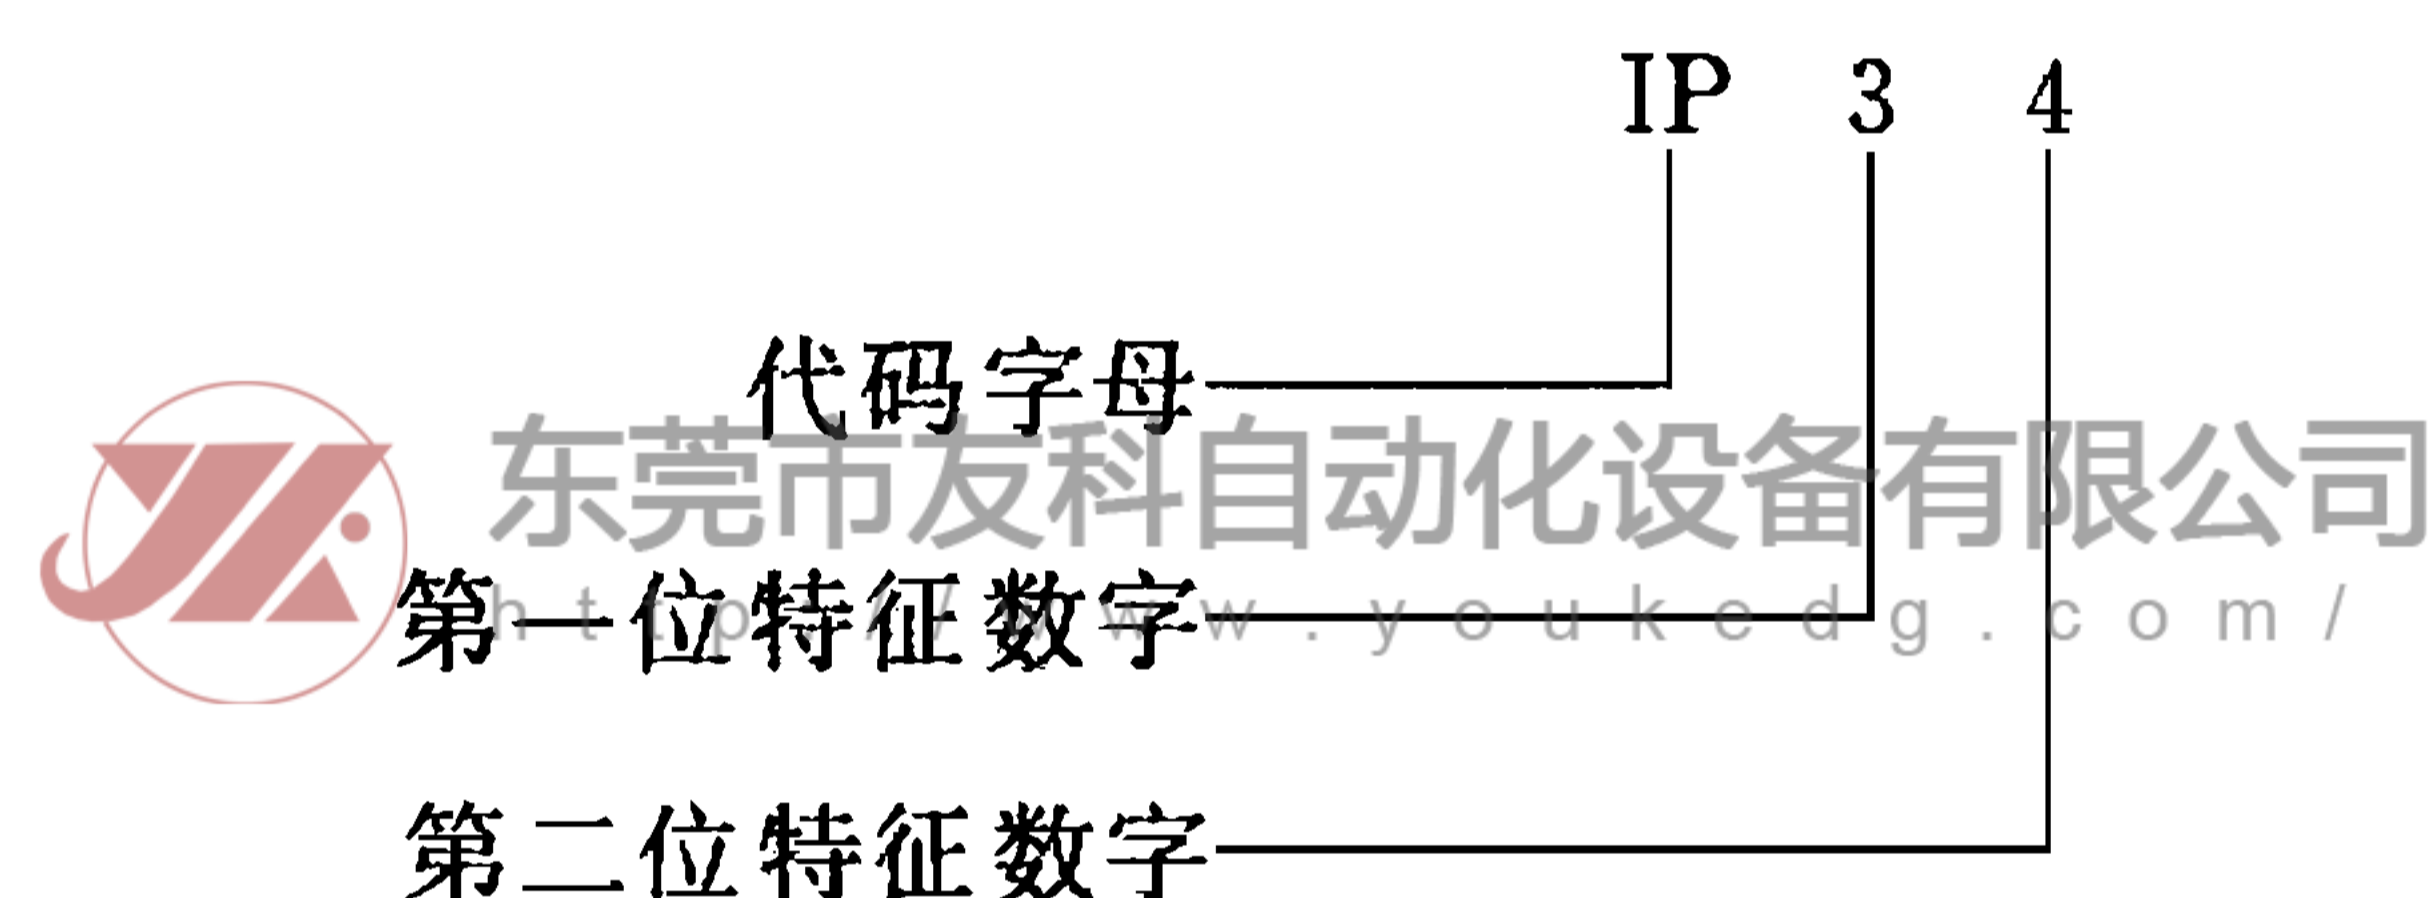 IP 3 4
代码字母
东莞市友科自动化设备有限公司
第一位特征数字
http://www.youkedg.com/
第二位特征数字